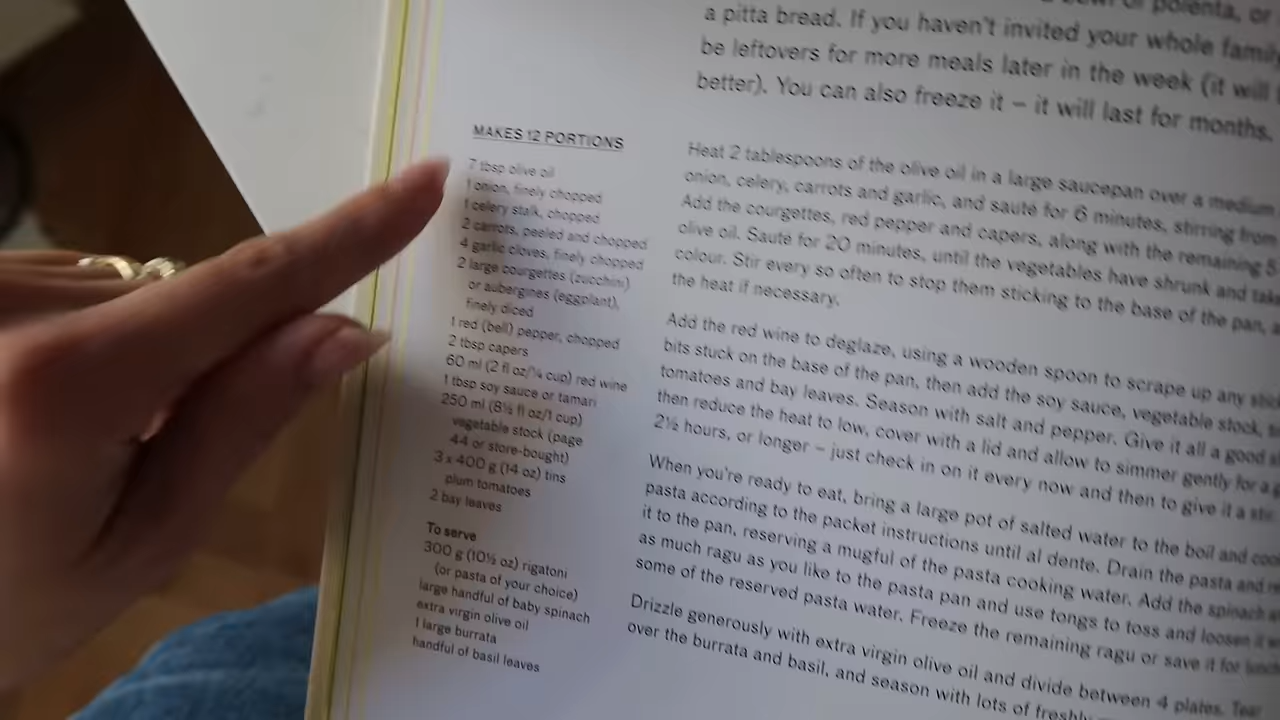 bowl of polenta, or
a pitta bread. If you haven't invited your whole family
be leftovers for more meals later in the week (it will
better). You can also freeze it – it will last for months.
MAKES 12 PORTIONS
7 tbsp olive oil
1 onion, finely chopped
1 celery stalk, chopped
2 carrots, peeled and chopped
4 garlic cloves, finely chopped
2 large courgettes (zucchini)
or aubergines (eggplant),
finely diced
1 red (bell) pepper, chopped
2 tbsp capers
60 ml (2 fl oz/¼ cup) red wine
1 tbsp soy sauce or tamari
250 ml (8½ fl oz/1 cup)
vegetable stock (page
44 or store-bought)
3 x 400 g (14 oz) tins
plum tomatoes
2 bay leaves
To serve
300 g (10½ oz) rigatoni
(or pasta of your choice)
large handful of baby spinach
extra virgin olive oil
1 large burrata
handful of basil leaves
Heat 2 tablespoons of the olive oil in a large saucepan over a medium
onion, celery, carrots and garlic, and sauté for 6 minutes, stirring from
Add the courgettes, red pepper and capers, along with the remaining 5
olive oil. Sauté for 20 minutes, until the vegetables have shrunk and
colour. Stir every so often to stop them sticking to the base of the pan,
the heat if necessary.
Add the red wine to deglaze, using a wooden spoon to scrape up any
bits stuck on the base of the pan, then add the soy sauce, vegetable stock,
tomatoes and bay leaves. Season with salt and pepper. Give it all a good
then reduce the heat to low, cover with a lid and allow to simmer gently for a
2½ hours, or longer – just check in on it every now and then to give it a stir.
When you're ready to eat, bring a large pot of salted water to the boil and
pasta according to the packet instructions until al dente. Drain the pasta and
it to the pan, reserving a mugful of the pasta cooking water. Add the spinach
as much ragu as you like to the pasta pan and use tongs to toss and loosen it
some of the reserved pasta water. Freeze the remaining ragu or save it for
Drizzle generously with extra virgin olive oil and divide between 4 plates. Tear
over the burrata and basil, and season with lots of freshly